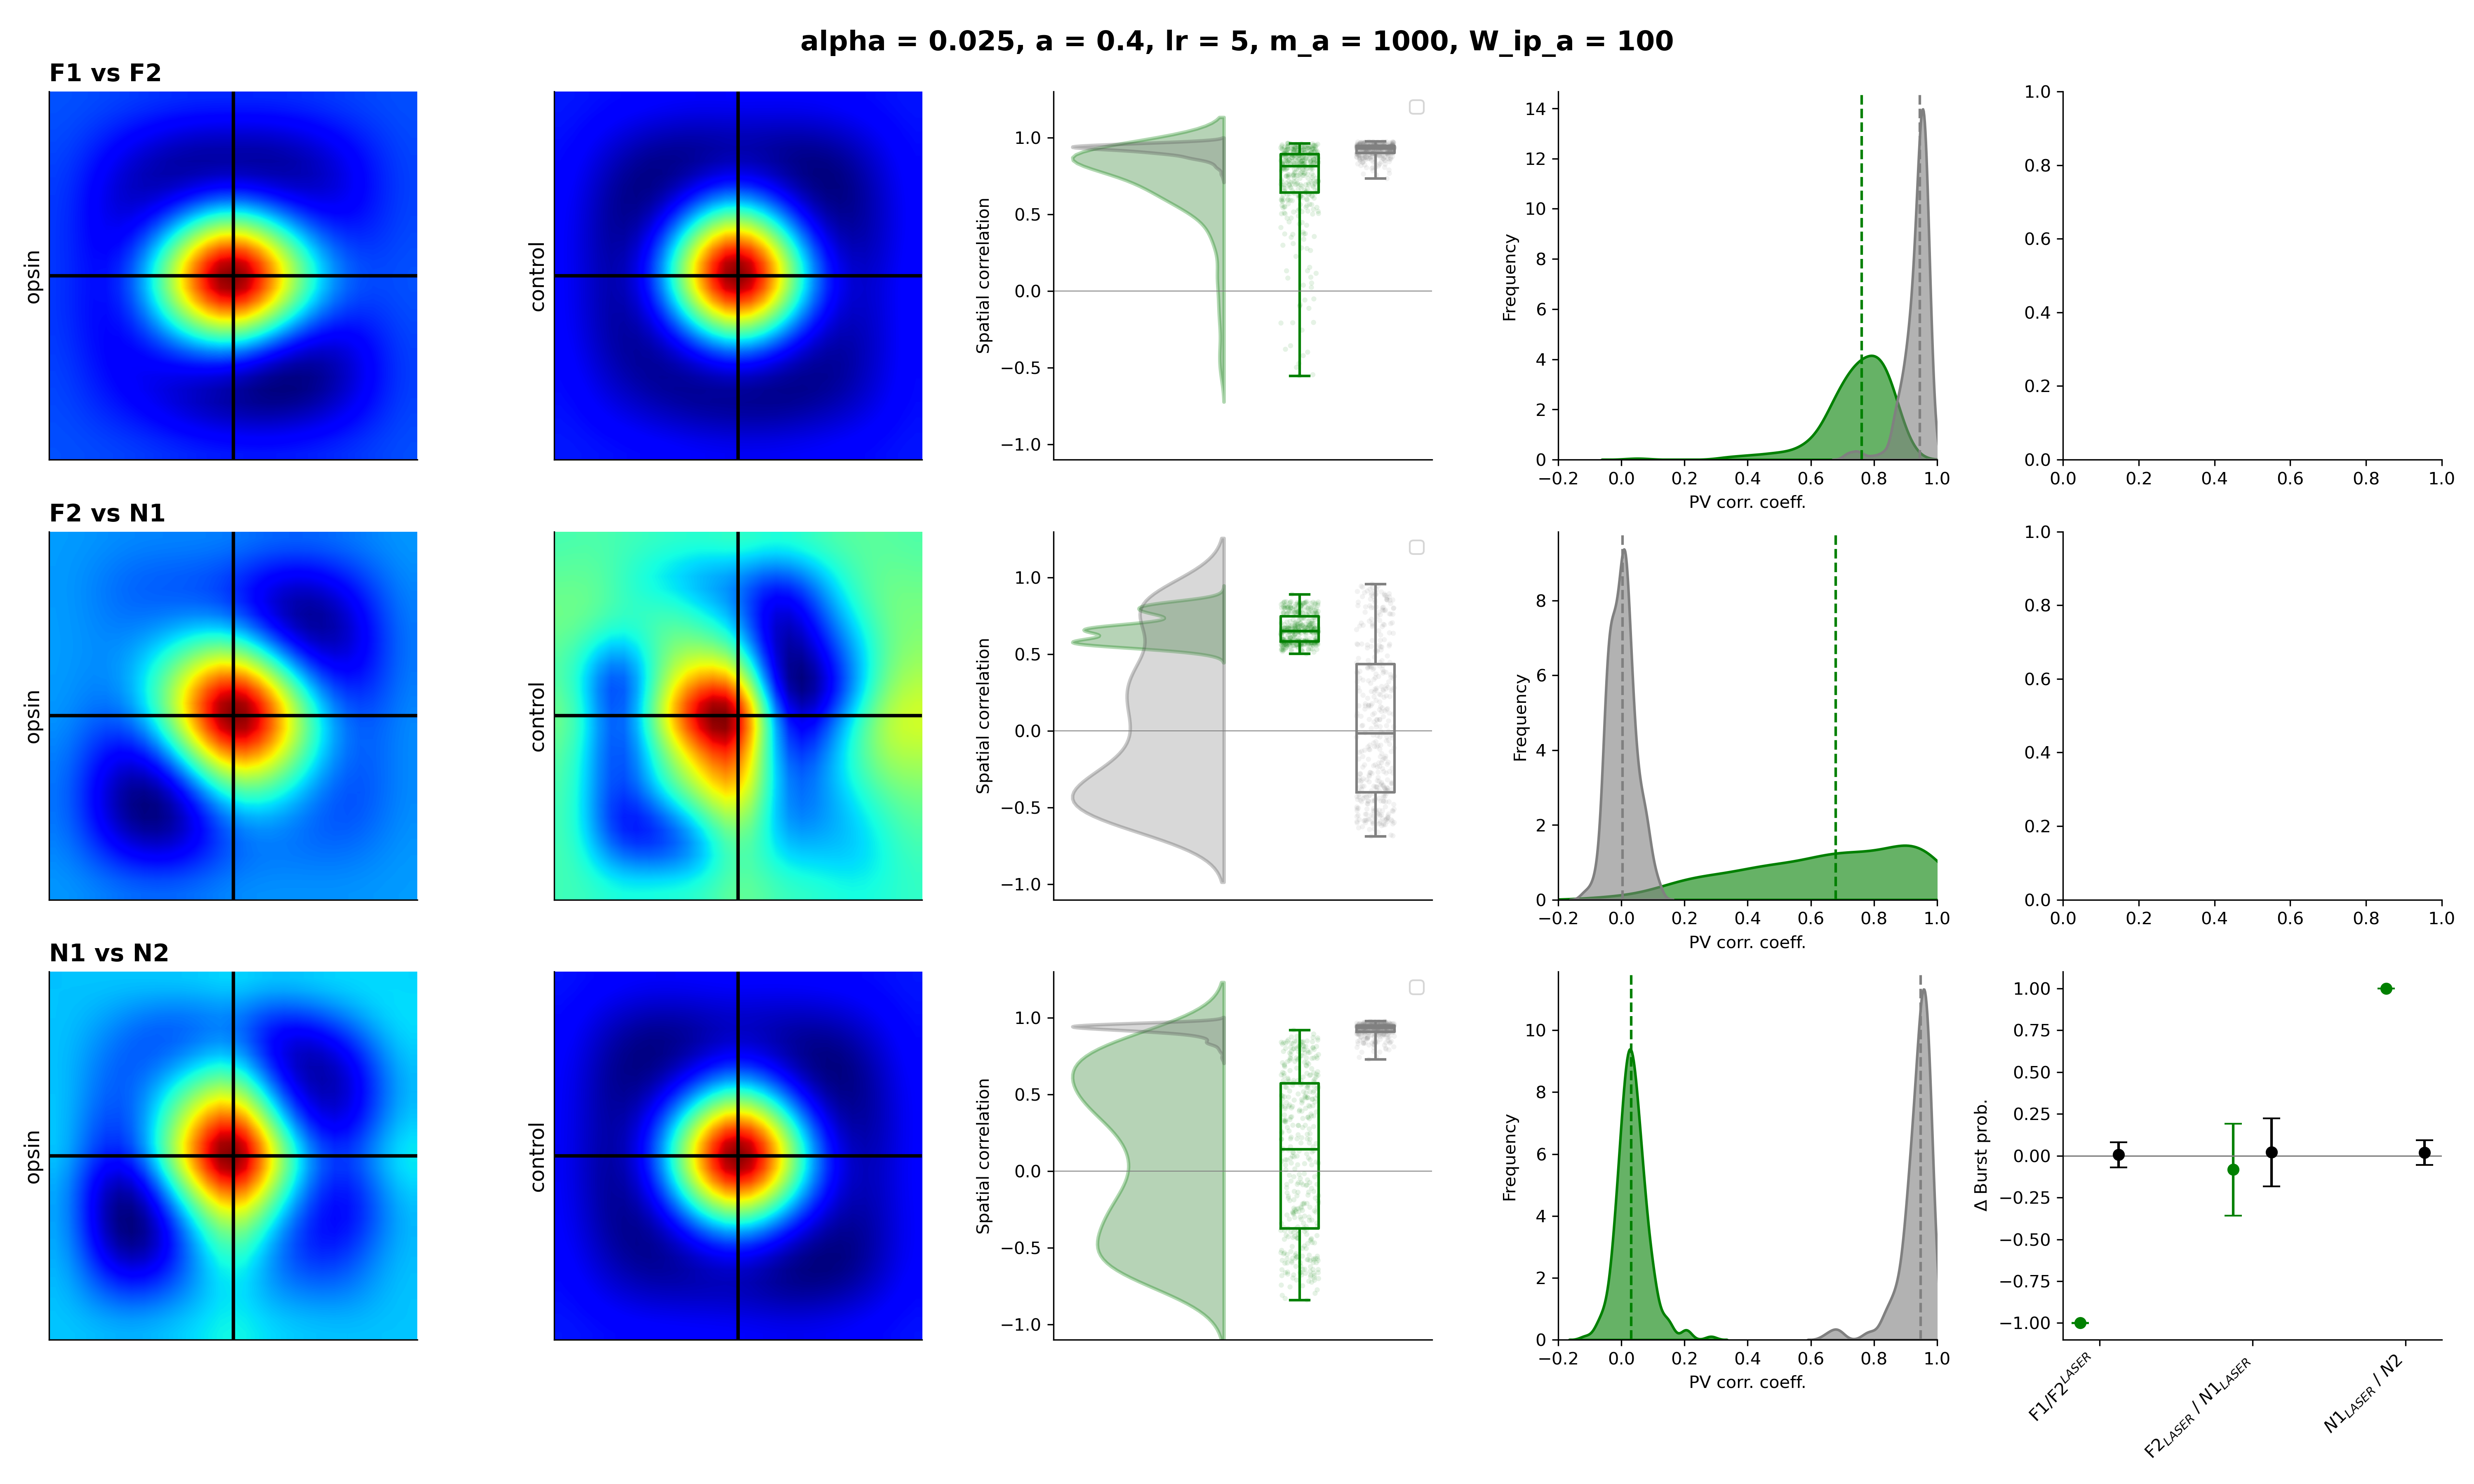 alpha = 0.025, a = 0.4, lr = 5, m_a = 1000, W_ip_a = 100
F1 vs F2
opsin
control
Spatial correlation
1.0
0.5
0.0
−0.5
−1.0
Frequency
14
12
10
8
6
4
2
0
−0.2 0.0 0.2 0.4 0.6 0.8 1.0
PV corr. coeff.
1.0
0.8
0.6
0.4
0.2
0.0
0.0 0.2 0.4 0.6 0.8 1.0
F2 vs N1
opsin
control
Spatial correlation
1.0
0.5
0.0
−0.5
−1.0
Frequency
8
6
4
2
0
−0.2 0.0 0.2 0.4 0.6 0.8 1.0
PV corr. coeff.
1.0
0.8
0.6
0.4
0.2
0.0
0.0 0.2 0.4 0.6 0.8 1.0
N1 vs N2
opsin
control
Spatial correlation
1.0
0.5
0.0
−0.5
−1.0
Frequency
10
8
6
4
2
0
−0.2 0.0 0.2 0.4 0.6 0.8 1.0
PV corr. coeff.
Δ Burst prob.
1.00
0.75
0.50
0.25
0.00
−0.25
−0.50
−0.75
−1.00
F1/F2^LASER
F2_LASER / N1_LASER
N1_LASER / N2